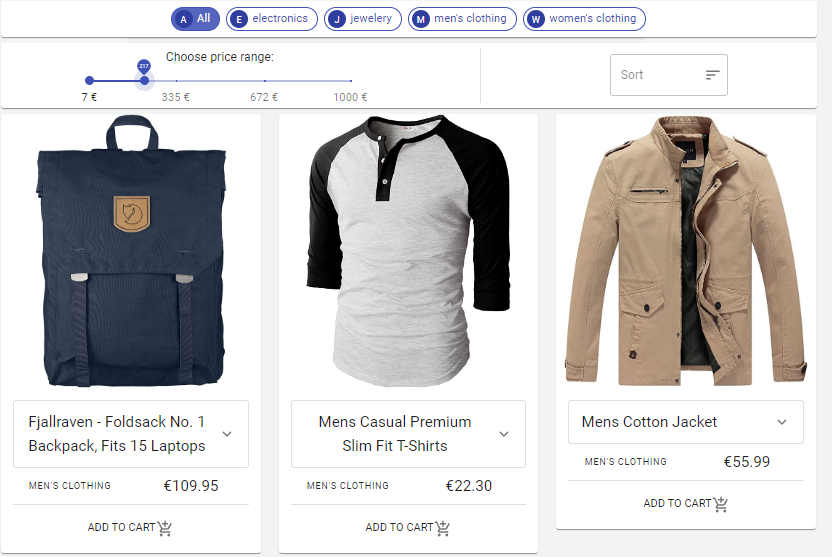 A All
E electronics
J jewelery
M men's clothing
W women's clothing
Choose price range:
217
7 €
335 €
672 €
1000 €
Sort
Fjallraven - Foldsack No. 1
Backpack, Fits 15 Laptops
MEN'S CLOTHING
€109.95
ADD TO CART
Mens Casual Premium
Slim Fit T-Shirts
MEN'S CLOTHING
€22.30
ADD TO CART
Mens Cotton Jacket
MEN'S CLOTHING
€55.99
ADD TO CART